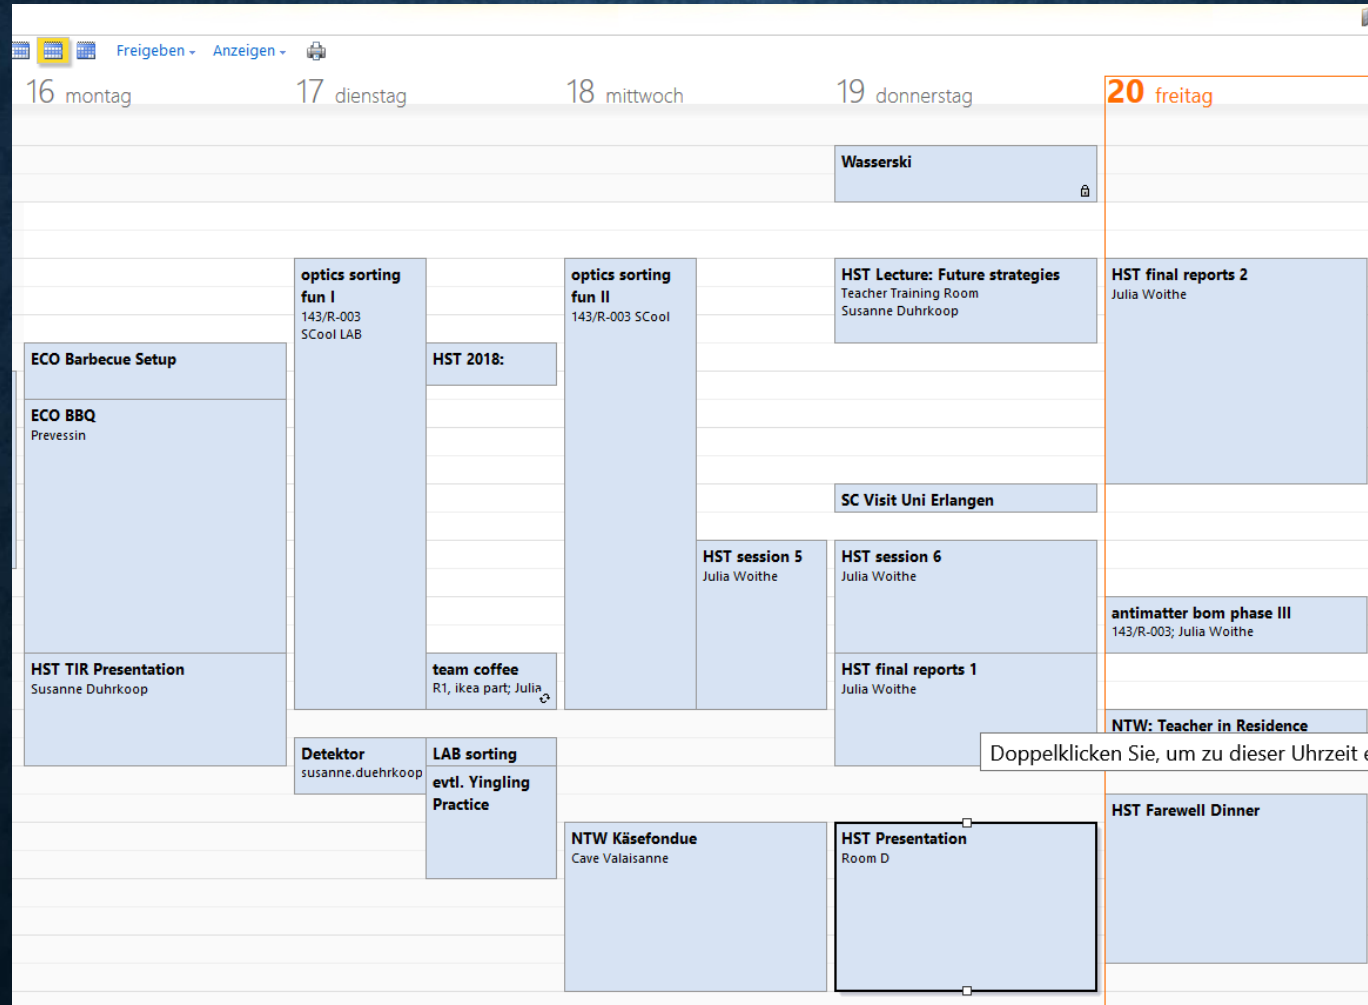 Freigeben Anzeigen
16 montag
17 dienstag
18 mittwoch
19 donnerstag
20 freitag
ECO Barbecue Setup
ECO BBQ
Prevessin
HST TIR Presentation
Susanne Duhrkoop
optics sorting
fun I
143/R-003
SCool LAB
HST 2018:
team coffee
R1, ikea part; Julia
Detektor
susanne.duehrkoop
LAB sorting
evtl. Yingling
Practice
optics sorting
fun II
143/R-003 SCool
HST session 5
Julia Woithe
NTW Käsefondue
Cave Valaisanne
Wasserski
HST Lecture: Future strategies
Teacher Training Room
Susanne Duhrkoop
SC Visit Uni Erlangen
HST session 6
Julia Woithe
HST final reports 1
Julia Woithe
HST Presentation
Room D
HST final reports 2
Julia Woithe
antimatter bom phase III
143/R-003; Julia Woithe
NTW: Teacher in Residence
Doppelklicken Sie, um zu dieser Uhrzeit e
HST Farewell Dinner